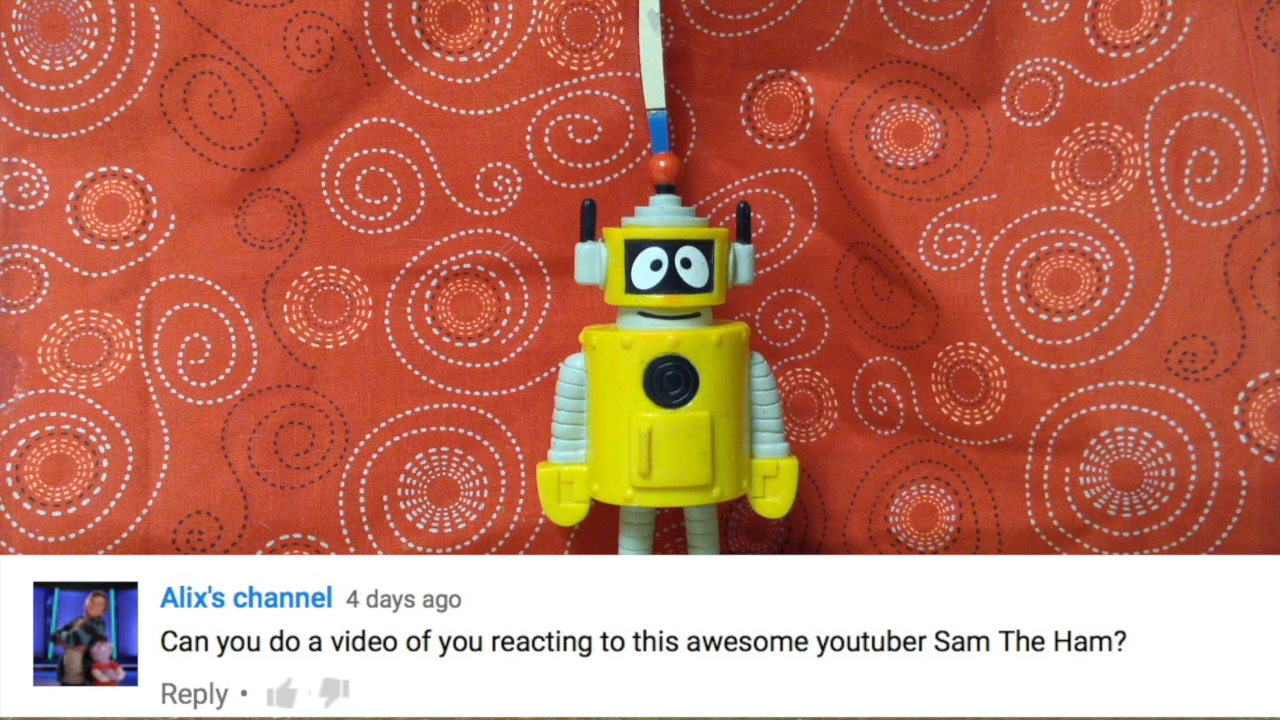 Alix's channel 4 days ago
Can you do a video of you reacting to this awesome youtuber Sam The Ham?
Reply •